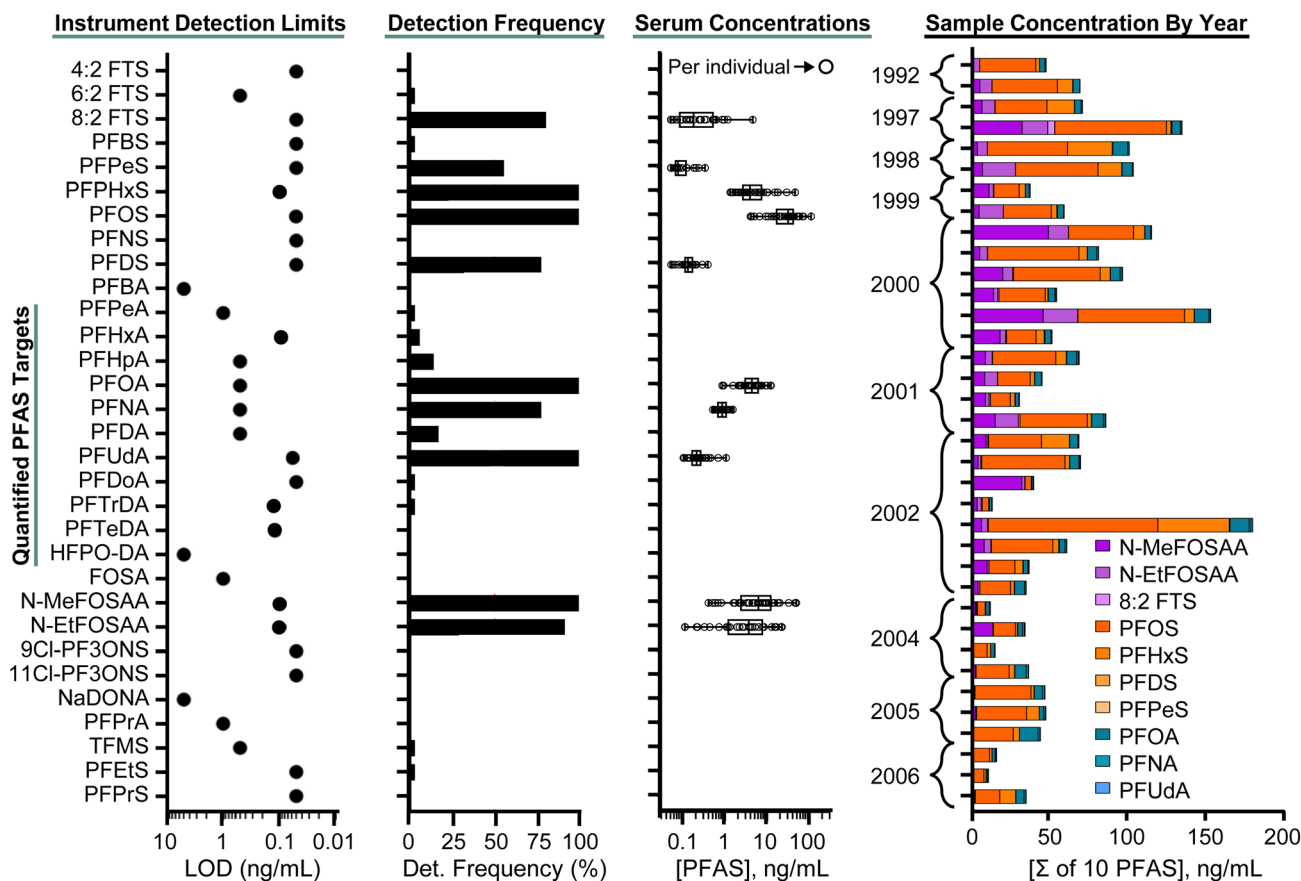 Instrument Detection Limits
Detection Frequency
Serum Concentrations
Sample Concentration By Year
Quantified PFAS Targets
4:2 FTS
6:2 FTS
8:2 FTS
PFBS
PFPeS
PFPHxS
PFOS
PFNS
PFDS
PFBA
PFPeA
PFHxA
PFHpA
PFOA
PFNA
PFDA
PFUdA
PFDoA
PFTrDA
PFTeDA
HFPO-DA
FOSA
N-MeFOSAA
N-EtFOSAA
9Cl-PF3ONS
11Cl-PF3ONS
NaDONA
PFPrA
TFMS
PFEtS
PFPrS
10 1 0.1 0.01
LOD (ng/mL)
0 25 50 75 100
Det. Frequency (%)
Per individual
0.1 1 10 100
[PFAS], ng/mL
1992
1997
1998
1999
2000
2001
2002
2004
2005
2006
N-MeFOSAA
N-EtFOSAA
8:2 FTS
PFOS
PFHxS
PFDS
PFPeS
PFOA
PFNA
PFUdA
0 50 100 150 200
[Σ of 10 PFAS], ng/mL